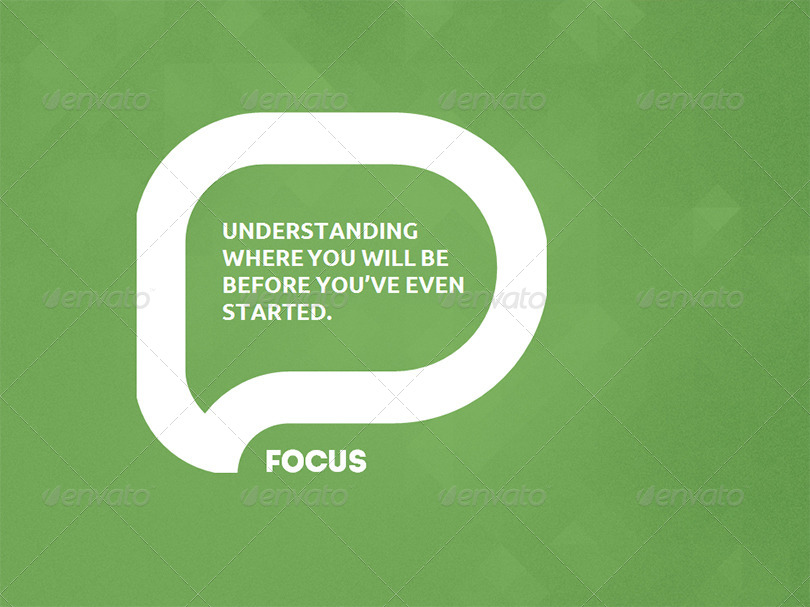 envato envato envato envato
UNDERSTANDING
WHERE YOU WILL BE
BEFORE YOU'VE EVEN
STARTED.
envato envato envato envato
FOCUS
envato envato envato envato